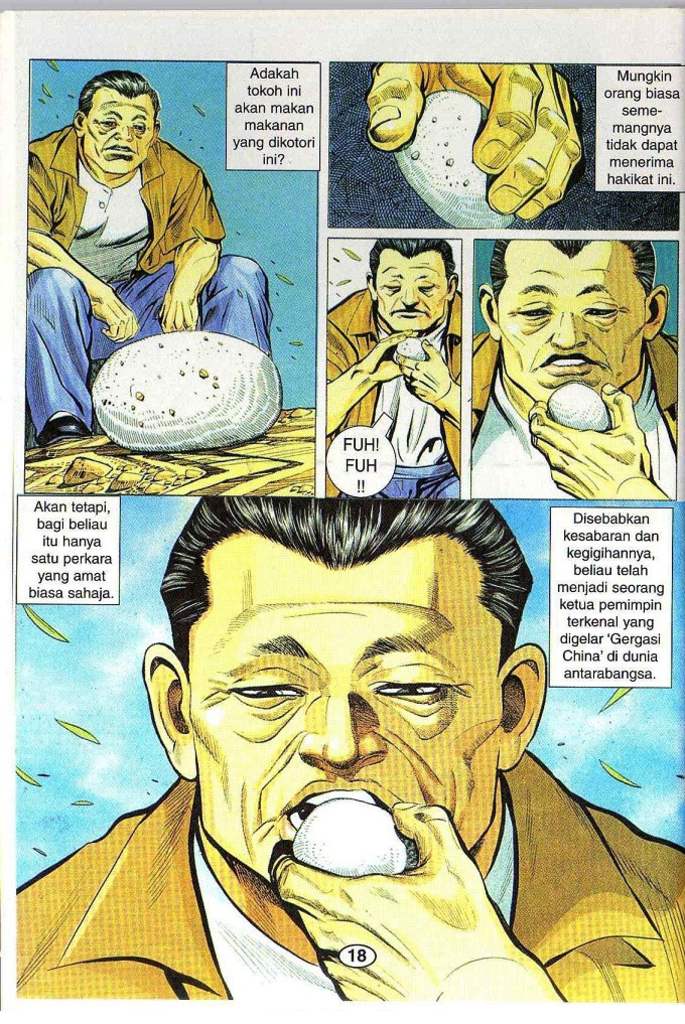 Adakah
tokoh ini
akan makan
makanan
yang dikotori
ini?
Mungkin
orang biasa
seme-
mangnya
tidak dapat
menerima
hakikat ini.
FUH!
FUH
!!
Akan tetapi,
bagi beliau
itu hanya
satu perkara
yang amat
biasa sahaja.
Disebabkan
kesabaran dan
kegigihannya,
beliau telah
menjadi seorang
ketua pemimpin
terkenal yang
digelar ‘Gergasi
China’ di dunia
antarabangsa.
18